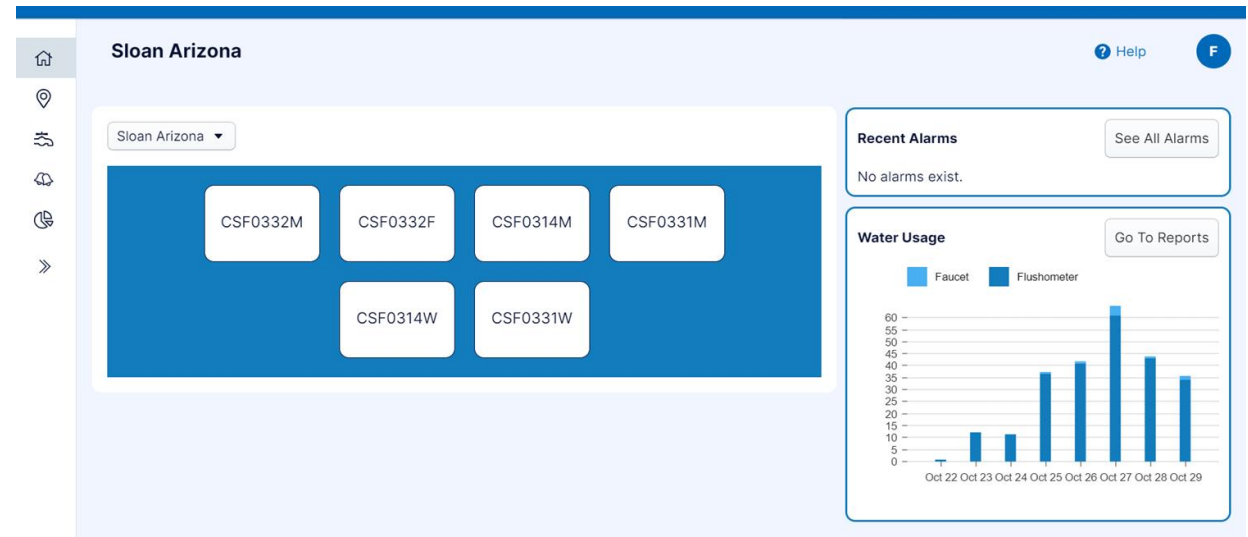 Sloan Arizona
? Help
F
Sloan Arizona
CSF0332M CSF0332F CSF0314M CSF0331M
CSF0314W CSF0331W
Recent Alarms
See All Alarms
No alarms exist.
Water Usage
Go To Reports
Faucet Flushometer
60
55
50
45
40
35
30
25
20
15
10
5
0
Oct 22 Oct 23 Oct 24 Oct 25 Oct 26 Oct 27 Oct 28 Oct 29